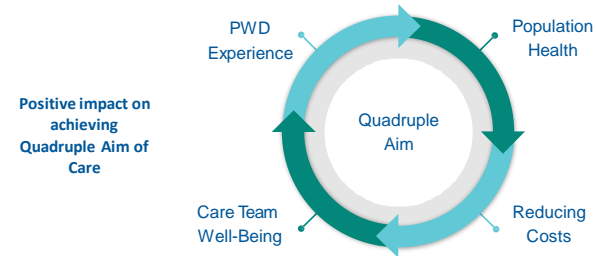 Positive impact on
achieving
Quadruple Aim of
Care
PWD
Experience
Population
Health
Quadruple
Aim
Care Team
Well-Being
Reducing
Costs